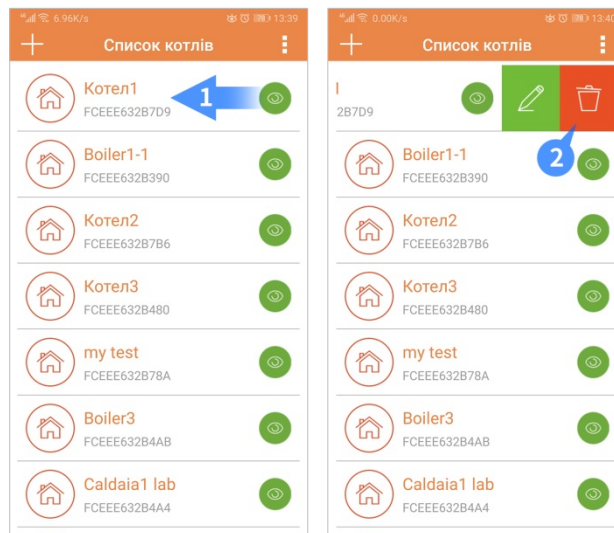 6.96K/s 13:39
Список котлів
Котел1
FCEEE632B7D9
1
Boiler1-1
FCEEE632B390
Котел2
FCEEE632B7B6
Котел3
FCEEE632B480
my test
FCEEE632B78A
Boiler3
FCEEE632B4AB
Caldaia1 lab
FCEEE632B4A4
0.00K/s 13:40
Список котлів
2B7D9
2
Boiler1-1
FCEEE632B390
Котел2
FCEEE632B7B6
Котел3
FCEEE632B480
my test
FCEEE632B78A
Boiler3
FCEEE632B4AB
Caldaia1 lab
FCEEE632B4A4